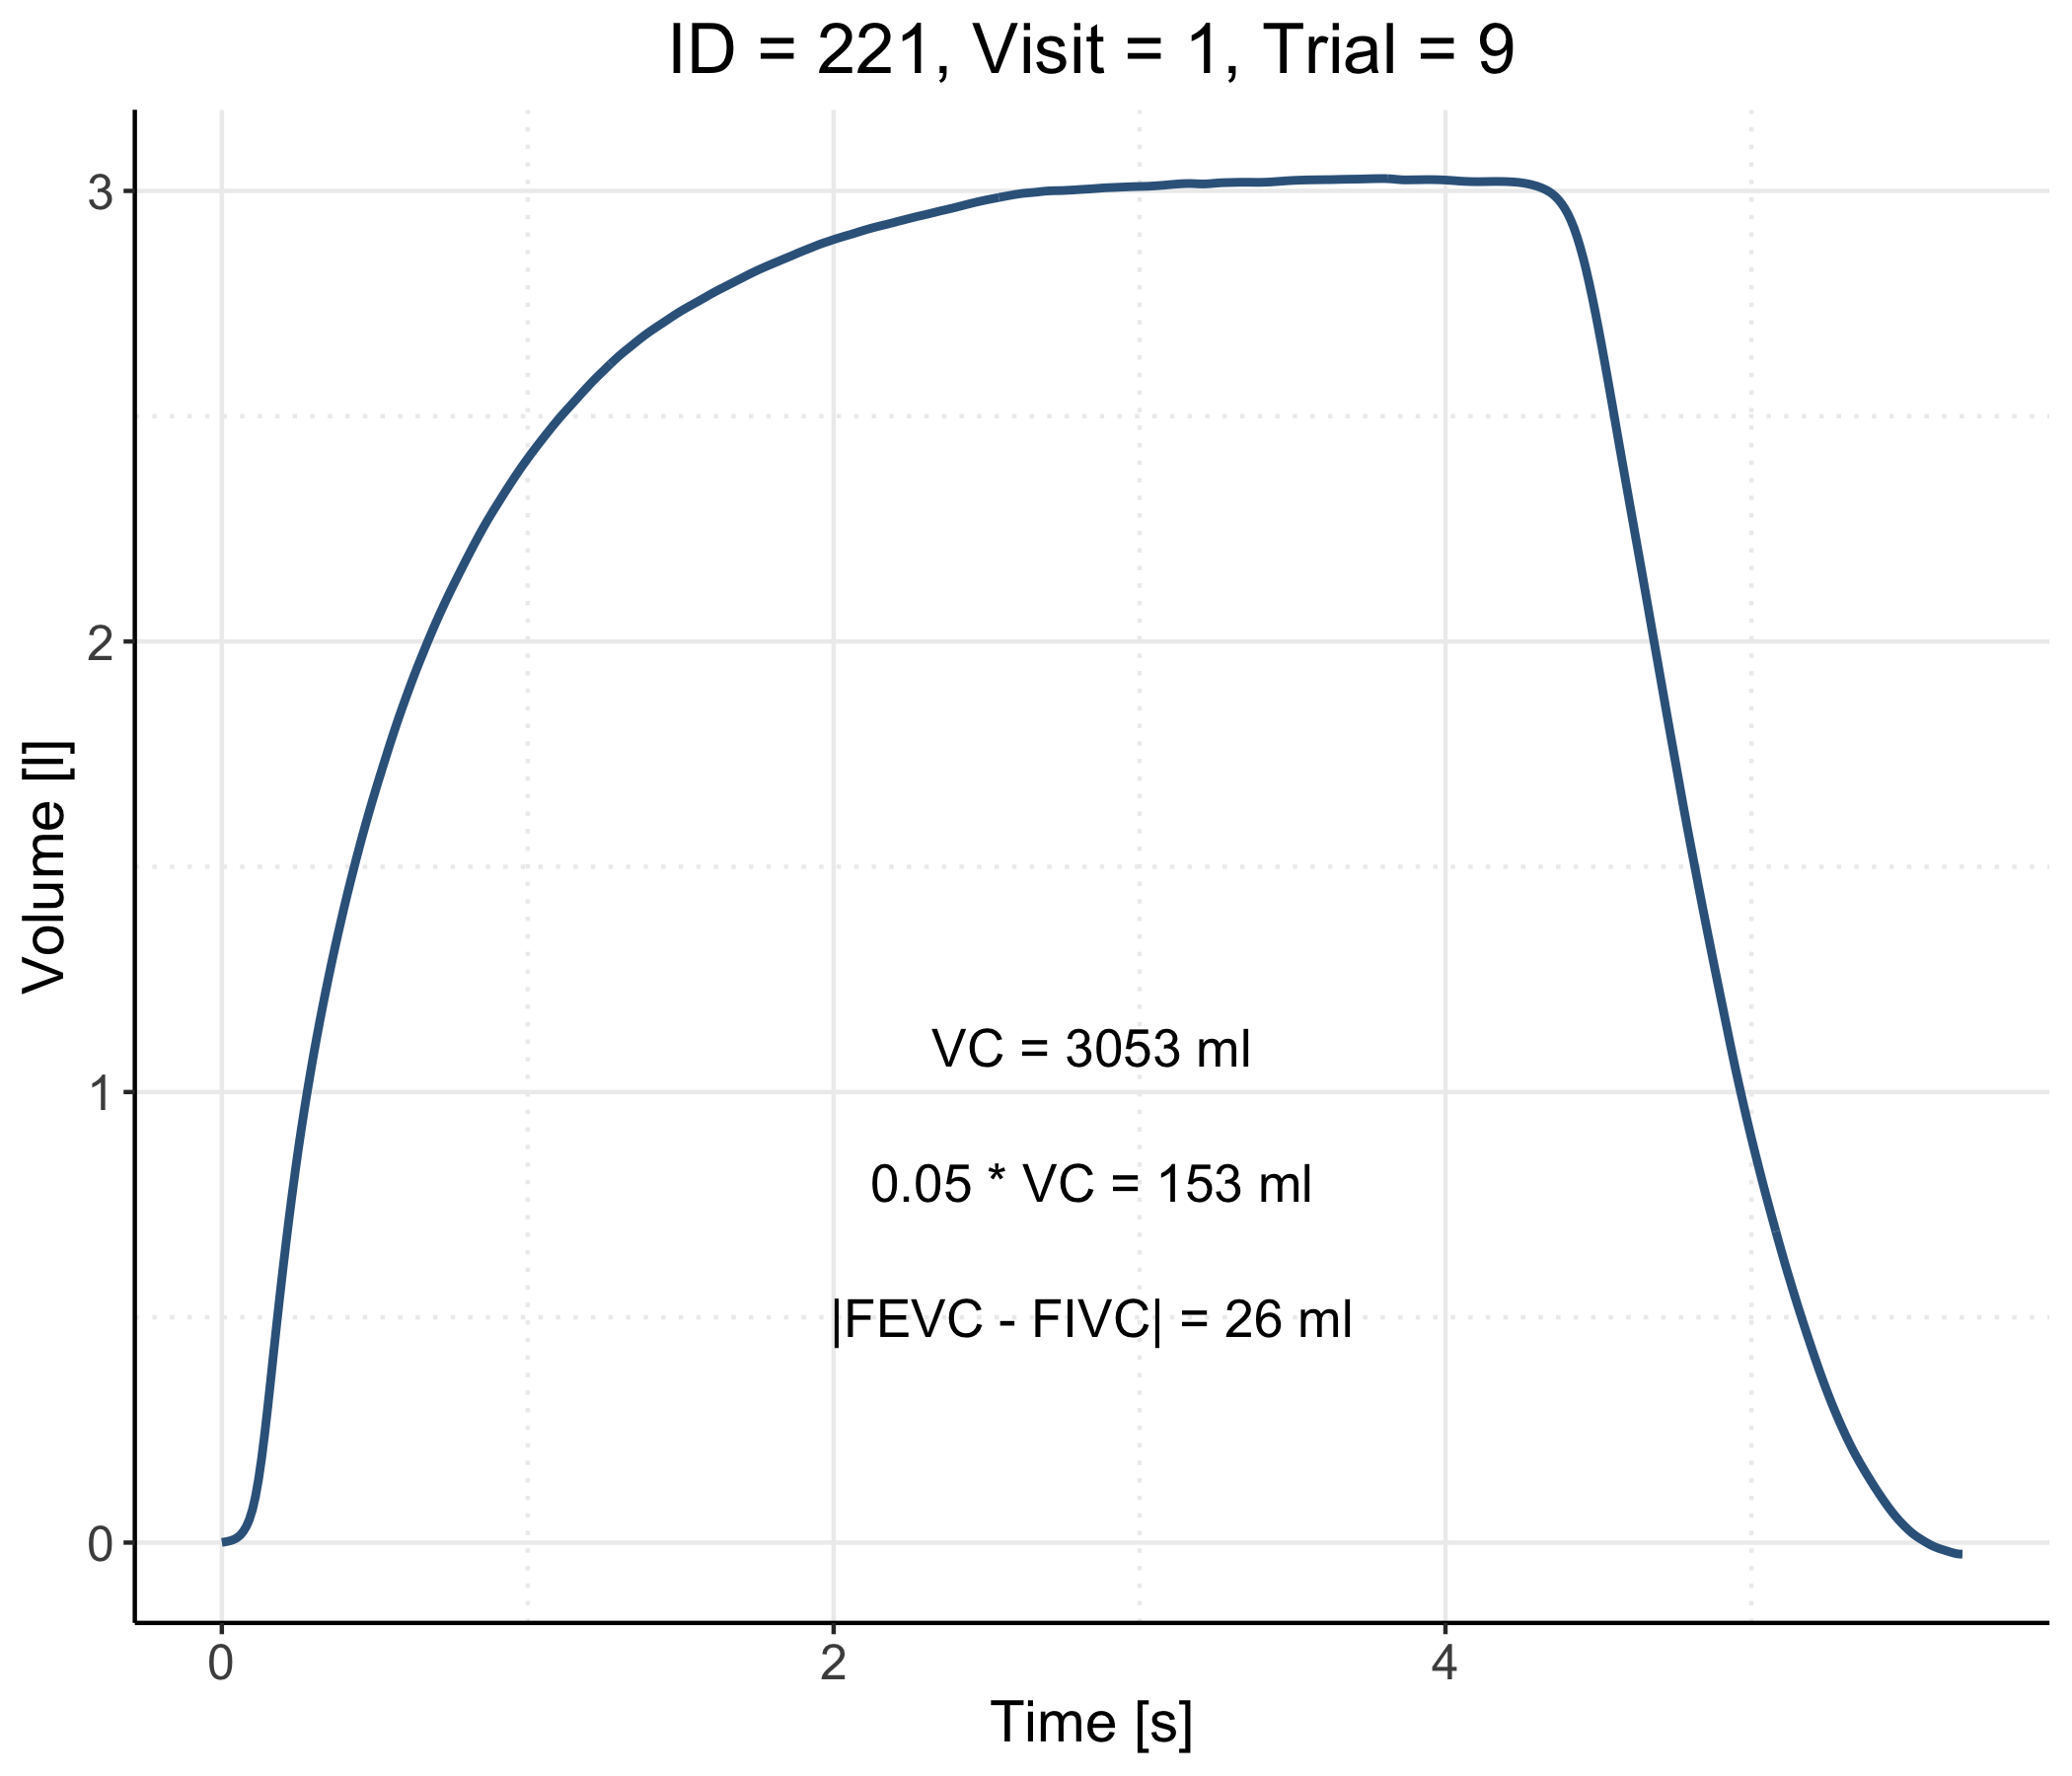 ID = 221, Visit = 1, Trial = 9
3
2
1
0
Volume [l]
VC = 3053 ml
0.05 * VC = 153 ml
|FEVC - FIVC| = 26 ml
0 2 4
Time [s]